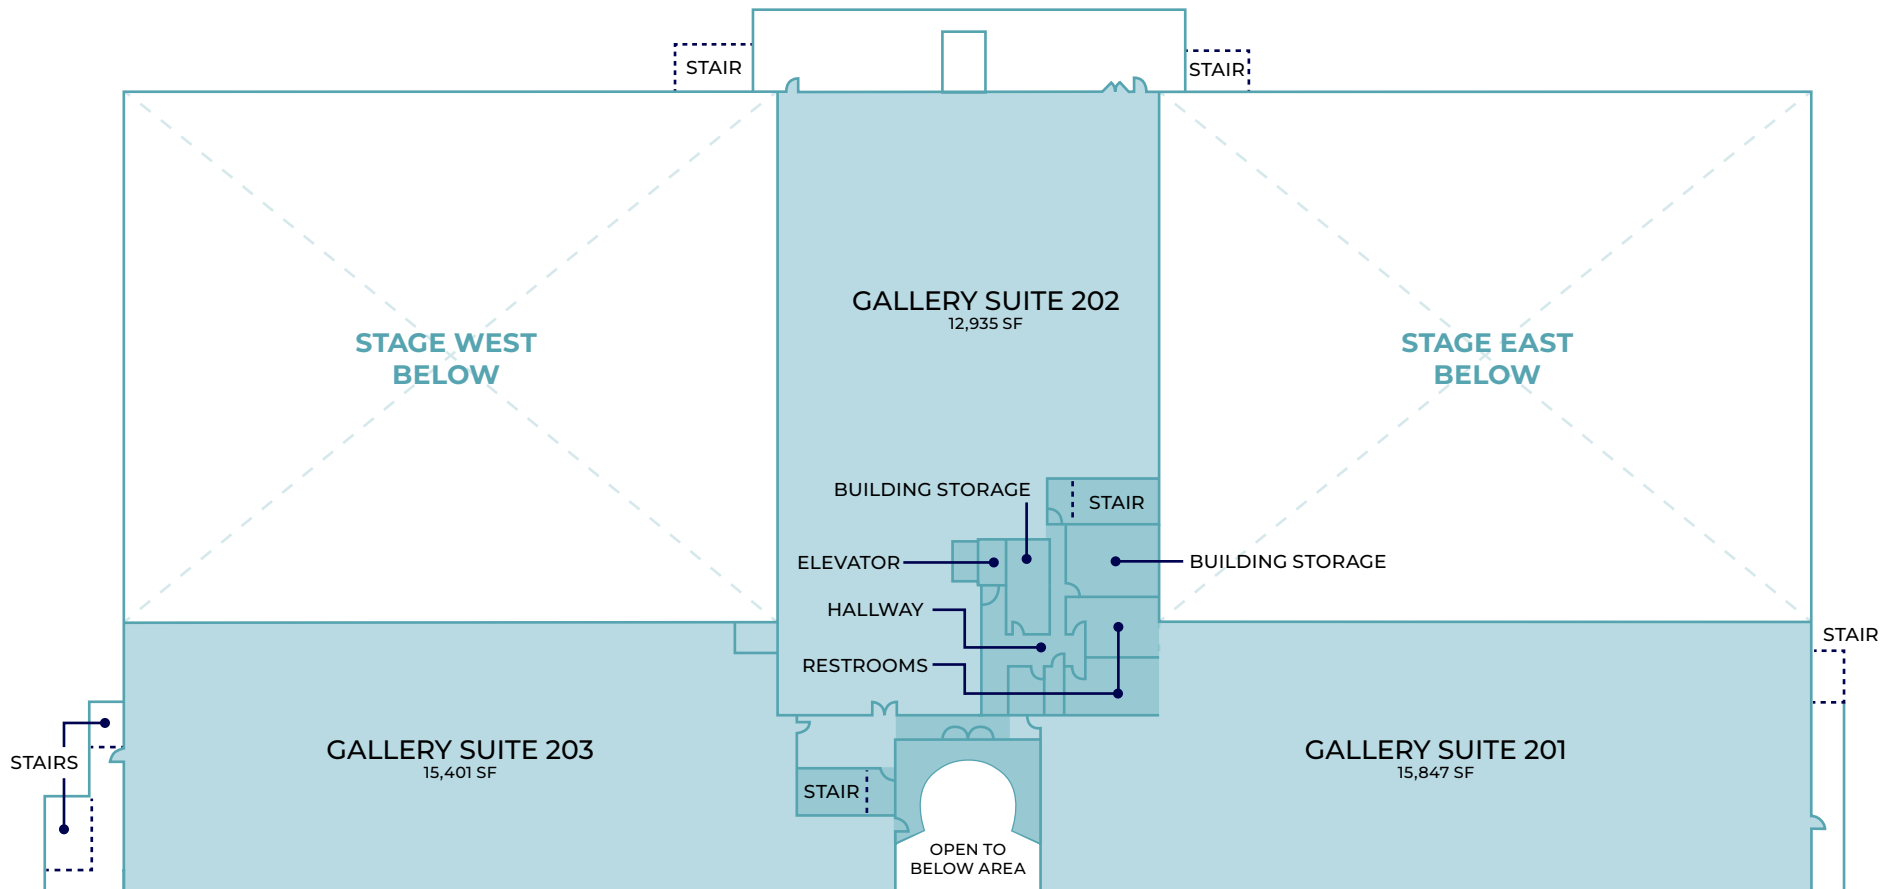 STAIR
STAIR
GALLERY SUITE 202
12,935 SF
STAGE WEST
BELOW
STAGE EAST
BELOW
BUILDING STORAGE
STAIR
ELEVATOR
BUILDING STORAGE
HALLWAY
RESTROOMS
STAIR
GALLERY SUITE 203
15,401 SF
GALLERY SUITE 201
15,847 SF
STAIRS
STAIR
OPEN TO
BELOW AREA